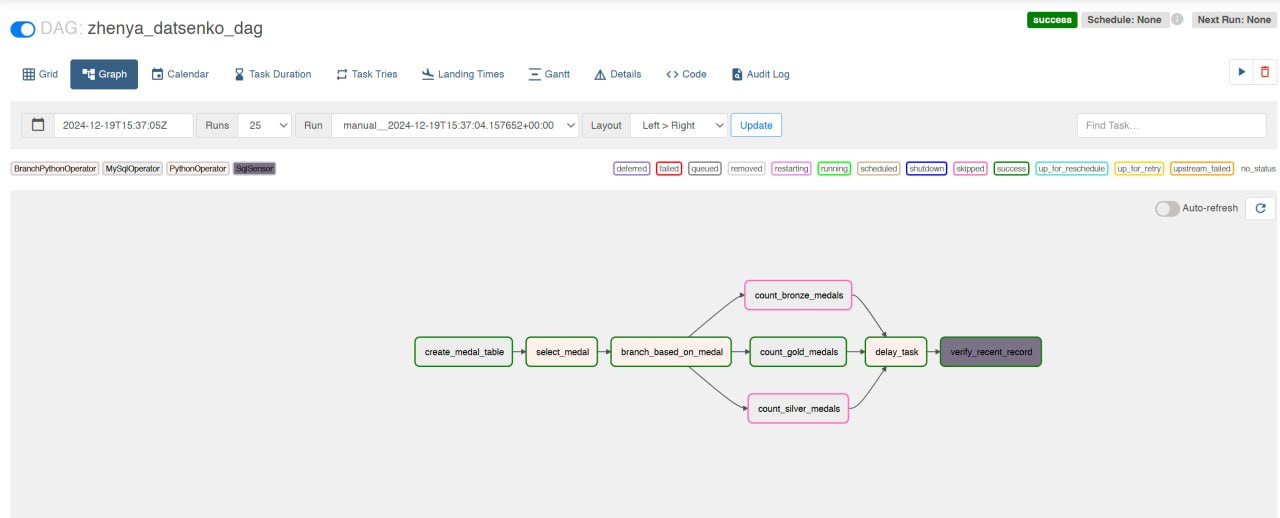 DAG: zhenya_datsenko_dag
success Schedule: None Next Run: None
Grid Graph Calendar Task Duration Task Tries Landing Times Gantt Details Code Audit Log
2024-12-19T15:37:05Z Runs 25 Run manual__2024-12-19T15:37:04.157652+00:00 Layout Left > Right Update Find Task…
BranchPythonOperator MySqlOperator PythonOperator SqlSensor deferred failed queued removed restarting running scheduled shutdown skipped success up_for_reschedule up_for_retry upstream_failed no_status
Auto-refresh
count_bronze_medals
create_medal_table select_medal branch_based_on_medal count_gold_medals delay_task verify_recent_record
count_silver_medals